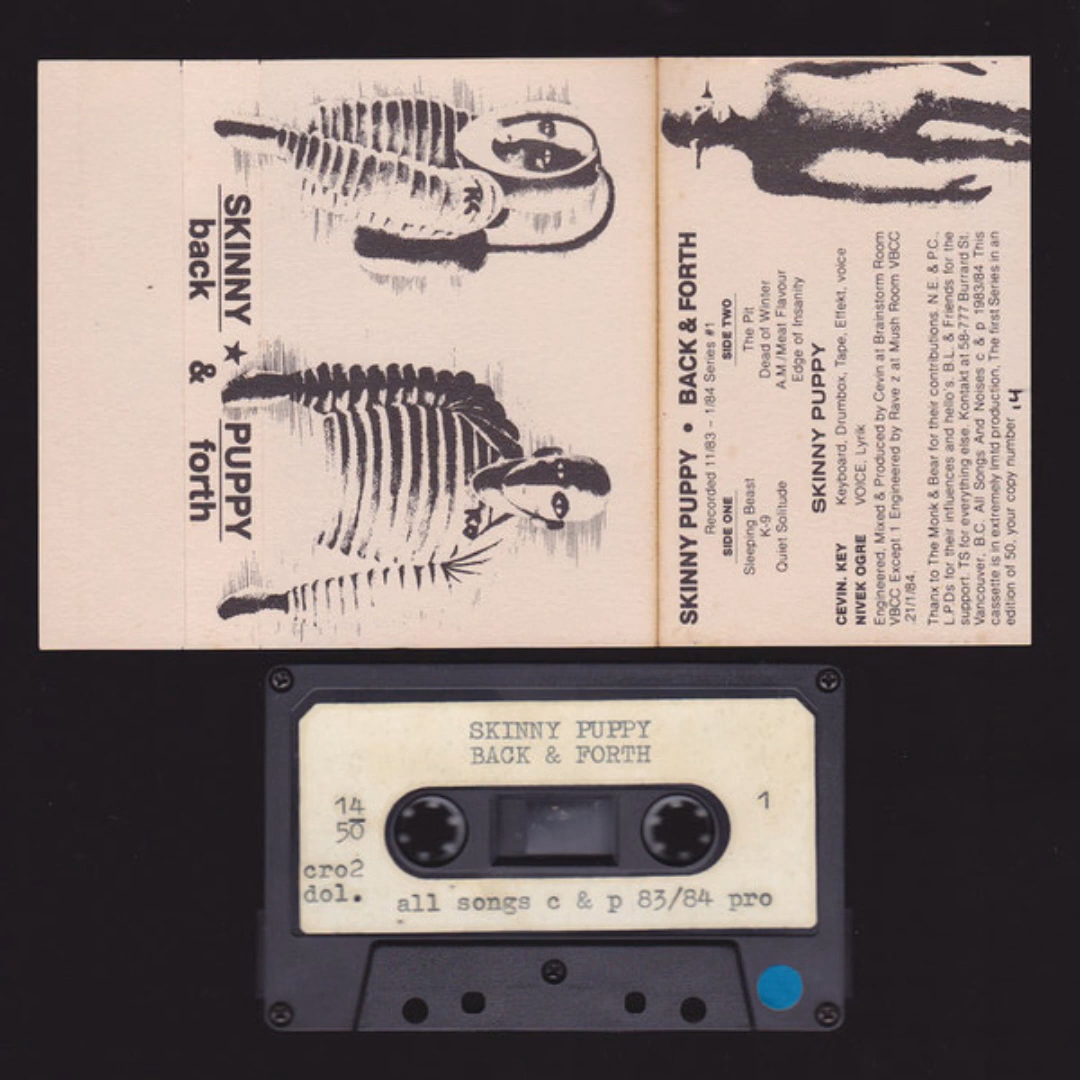 SKINNY ★ PUPPY
back & forth
SKINNY PUPPY • BACK & FORTH
Recorded 11/83 – 1/84 Series #1
SIDE ONE
Sleeping Beast
K-9
Quiet Solitude
SIDE TWO
The Pit
Dead of Winter
A.M./Meat Flavour
Edge of Insanity
SKINNY PUPPY
CEVIN. KEY Keyboard, Drumbox, Tape, Effekt, voice
NIVEK OGRE VOICE, Lyrik
Engineered, Mixed & Produced by Cevin at Brainstorm Room
VBCC Except 1 Engineered by Rave z at Mush Room VBCC
21/1/84.
Thanx to The Monk & Bear for their contributions. N.E. & P.C.,
L.P.Ds for their influences and hello's. B.L. & Friends for the
support. TS for everything else. Kontakt at 58-777 Burrard St.
Vancouver, B.C. All Songs And Noises c & p 1983/84 This
cassette is in extremely lmtd production, The first Series in an
edition of 50, your copy number 14
SKINNY PUPPY
BACK & FORTH
14
50
1
cro2
dol.
all songs c & p 83/84 pro